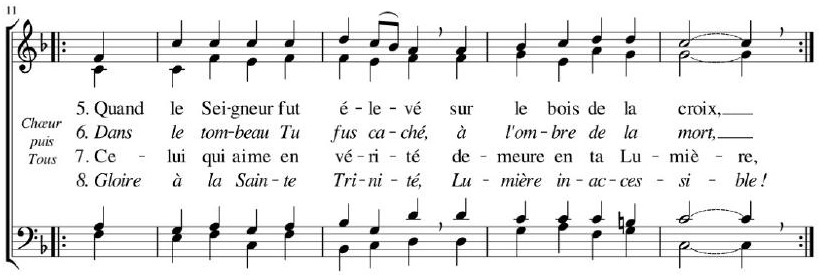 11
5. Quand le Sei-gneur fut é-le-vé sur le bois de la croix,
Chœur puis Tous
6. Dans le tom-beau Tu fus ca-ché, à l'om-bre de la mort,
7. Ce-lui qui aime en vé-ri-té de-meure en ta Lu-miè-re,
8. Gloire à la Sain-te Tri-ni-té, Lu-mière in-ac-ces-si-ble !